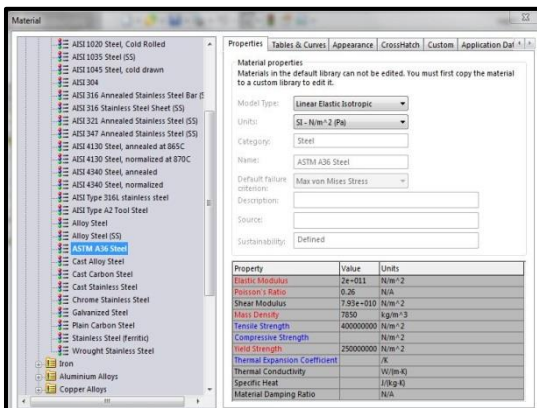 Material
AISI 1020 Steel, Cold Rolled
AISI 1035 Steel (SS)
AISI 1045 Steel, cold drawn
AISI 304
AISI 316 Annealed Stainless Steel Bar (S
AISI 316 Stainless Steel Sheet (SS)
AISI 321 Annealed Stainless Steel (SS)
AISI 347 Annealed Stainless Steel (SS)
AISI 4130 Steel, annealed at 865C
AISI 4130 Steel, normalized at 870C
AISI 4340 Steel, annealed
AISI 4340 Steel, normalized
AISI Type 316L stainless steel
AISI Type A2 Tool Steel
Alloy Steel
Alloy Steel (SS)
ASTM A36 Steel
Cast Alloy Steel
Cast Carbon Steel
Cast Stainless Steel
Chrome Stainless Steel
Galvanized Steel
Plain Carbon Steel
Stainless Steel (ferritic)
Wrought Stainless Steel
Iron
Aluminium Alloys
Copper Alloys
Properties Tables & Curves Appearance CrossHatch Custom Application Dat
Material properties
Materials in the default library can not be edited. You must first copy the material
to a custom library to edit it.
Model Type: Linear Elastic Isotropic
Units: SI - N/m^2 (Pa)
Category: Steel
Name: ASTM A36 Steel
Default failure
criterion: Max von Mises Stress
Description:
Source:
Sustainability: Defined
Property Value Units
Elastic Modulus 2e+011 N/m^2
Poisson's Ratio 0.26 N/A
Shear Modulus 7.93e+010 N/m^2
Mass Density 7850 kg/m^3
Tensile Strength 400000000 N/m^2
Compressive Strength N/m^2
Yield Strength 250000000 N/m^2
Thermal Expansion Coefficient /K
Thermal Conductivity W/(m·K)
Specific Heat J/(kg·K)
Material Damping Ratio N/A